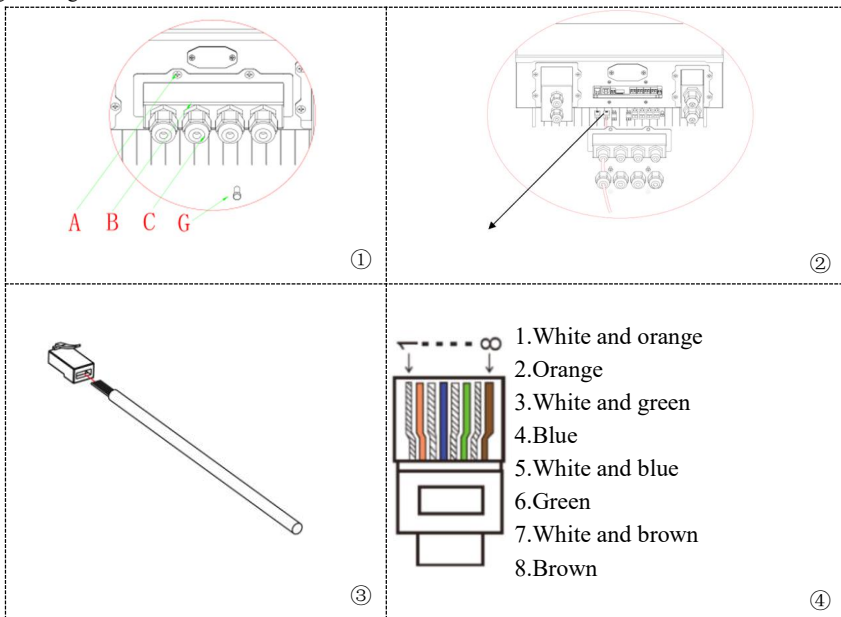 A B C G
①
②
③
1 8
1.White and orange
2.Orange
3.White and green
4.Blue
5.White and blue
6.Green
7.White and brown
8.Brown
④